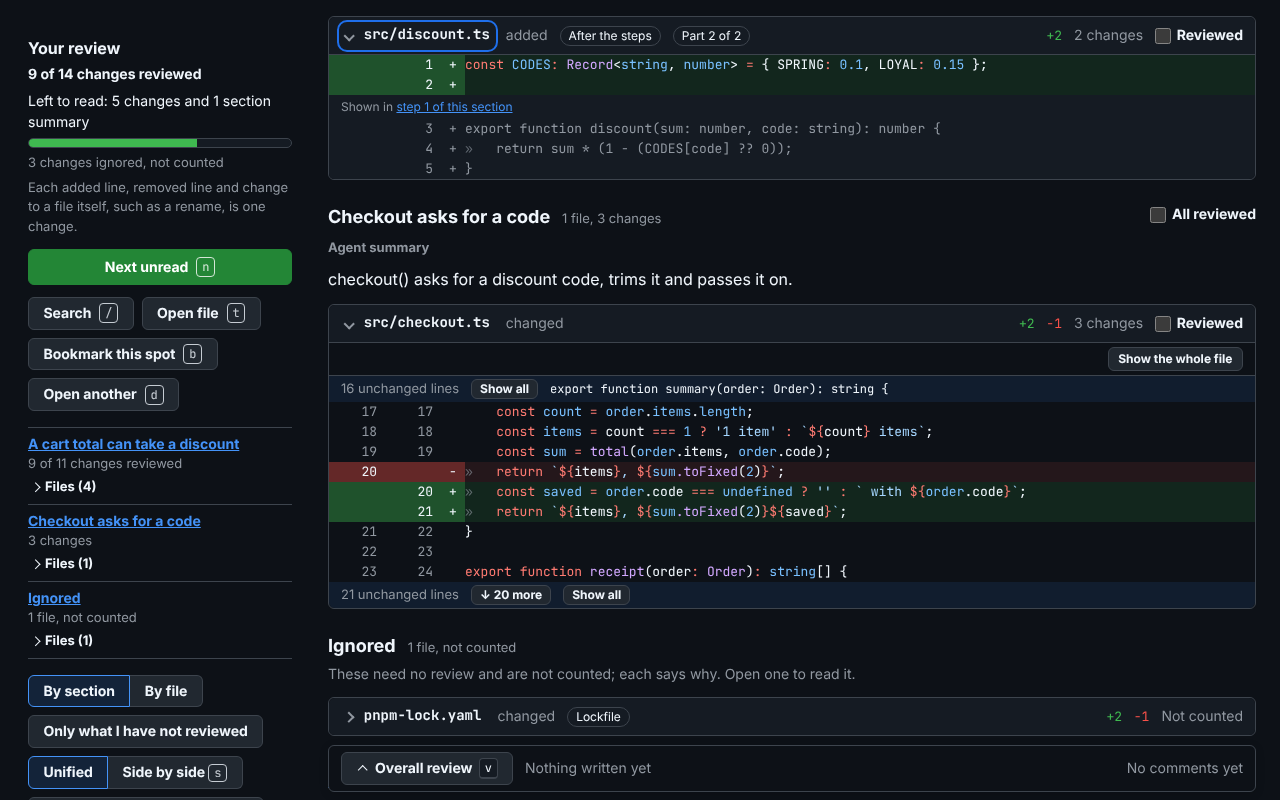 Your review
9 of 14 changes reviewed
Left to read: 5 changes and 1 section
summary
3 changes ignored, not counted
Each added line, removed line and change
to a file itself, such as a rename, is one
change.
Next unread n
Search /
Open file t
Bookmark this spot b
Open another d
A cart total can take a discount
9 of 11 changes reviewed
Files (4)
Checkout asks for a code
3 changes
Files (1)
Ignored
1 file, not counted
Files (1)
By section By file
Only what I have not reviewed
Unified Side by side s
src/discount.ts added After the steps Part 2 of 2 +2 2 changes Reviewed
1 + const CODES: Record<string, number> = { SPRING: 0.1, LOYAL: 0.15 };
2 +
Shown in step 1 of this section
3 + export function discount(sum: number, code: string): number {
4 + » return sum * (1 - (CODES[code] ?? 0));
5 + }
Checkout asks for a code 1 file, 3 changes All reviewed
Agent summary
checkout() asks for a discount code, trims it and passes it on.
src/checkout.ts changed +2 -1 3 changes Reviewed
Show the whole file
16 unchanged lines Show all export function summary(order: Order): string {
17 17 const count = order.items.length;
18 18 const items = count === 1 ? '1 item' : `${count} items`;
19 19 const sum = total(order.items, order.code);
20 - » return `${items}, ${sum.toFixed(2)}`;
20 + » const saved = order.code === undefined ? '' : ` with ${order.code}`;
21 + » return `${items}, ${sum.toFixed(2)}${saved}`;
21 22 }
22 23
23 24 export function receipt(order: Order): string[] {
21 unchanged lines ↓ 20 more Show all
Ignored 1 file, not counted
These need no review and are not counted; each says why. Open one to read it.
pnpm-lock.yaml changed Lockfile +2 -1 Not counted
Overall review v Nothing written yet No comments yet